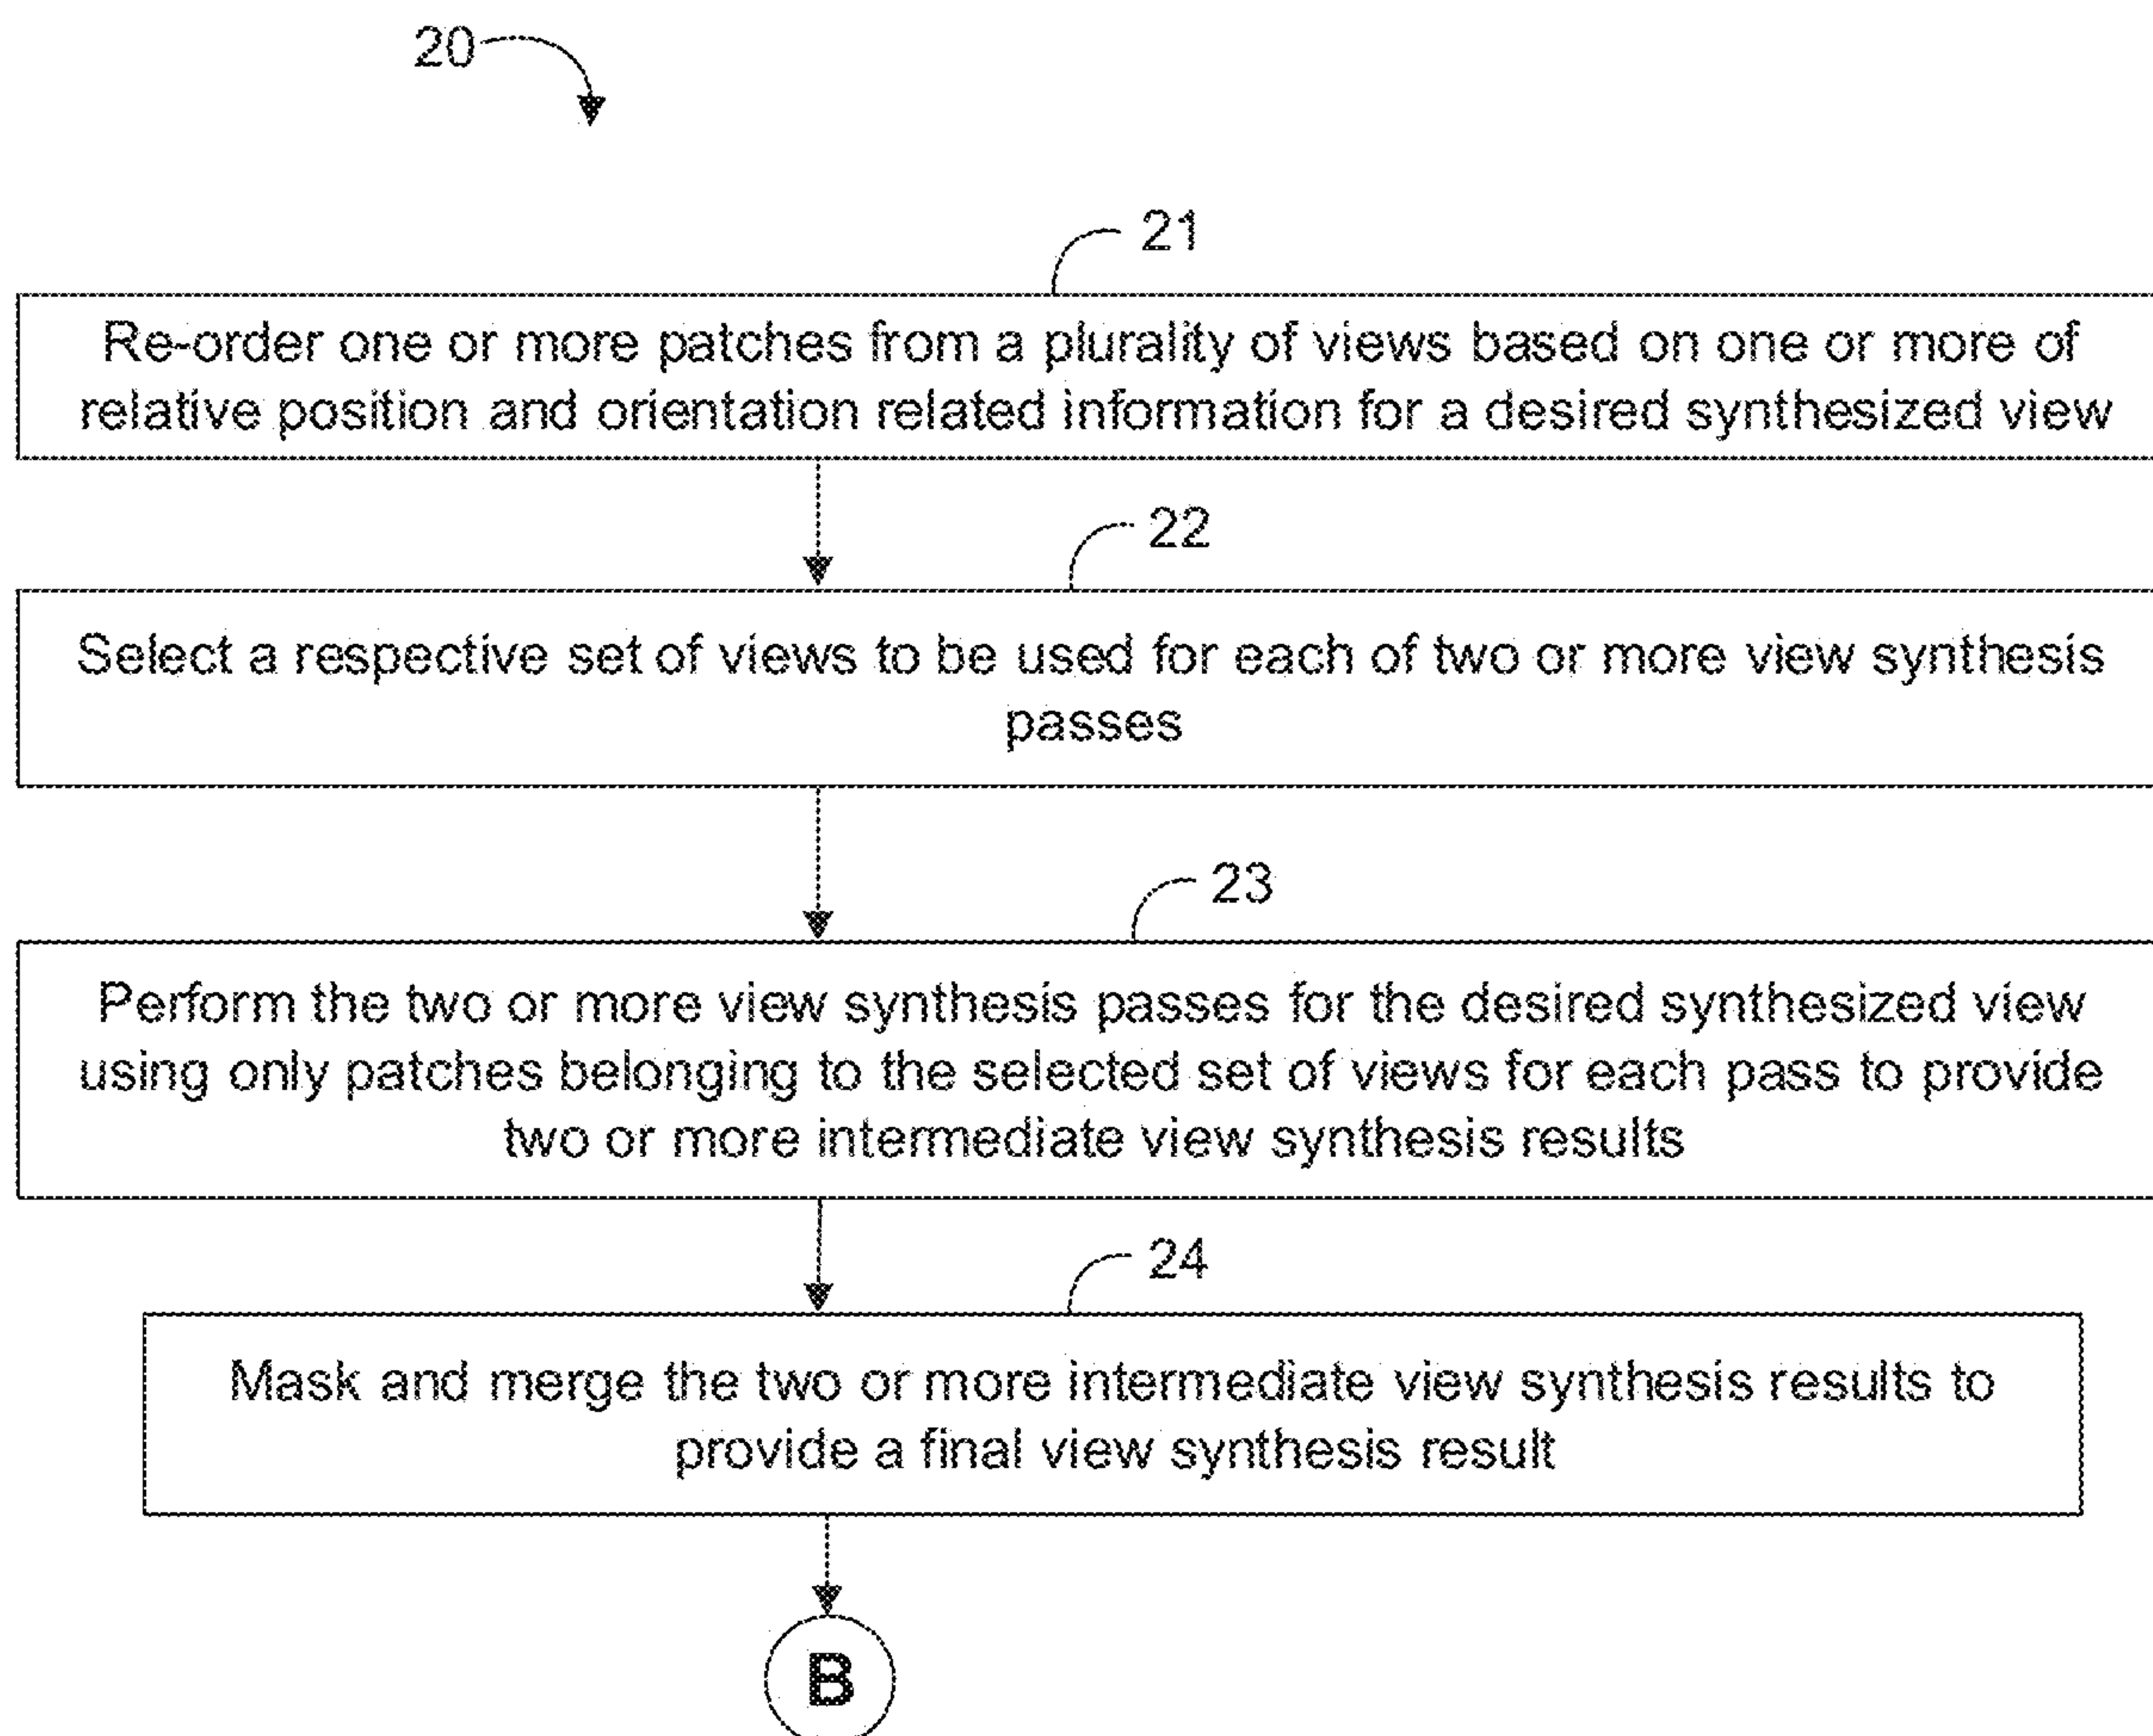 20
21
Re-order one or more patches from a plurality of views based on one or more of
relative position and orientation related information for a desired synthesized view
22
Select a respective set of views to be used for each of two or more view synthesis
passes
23
Perform the two or more view synthesis passes for the desired synthesized view
using only patches belonging to the selected set of views for each pass to provide
two or more intermediate view synthesis results
24
Mask and merge the two or more intermediate view synthesis results to
provide a final view synthesis result
B